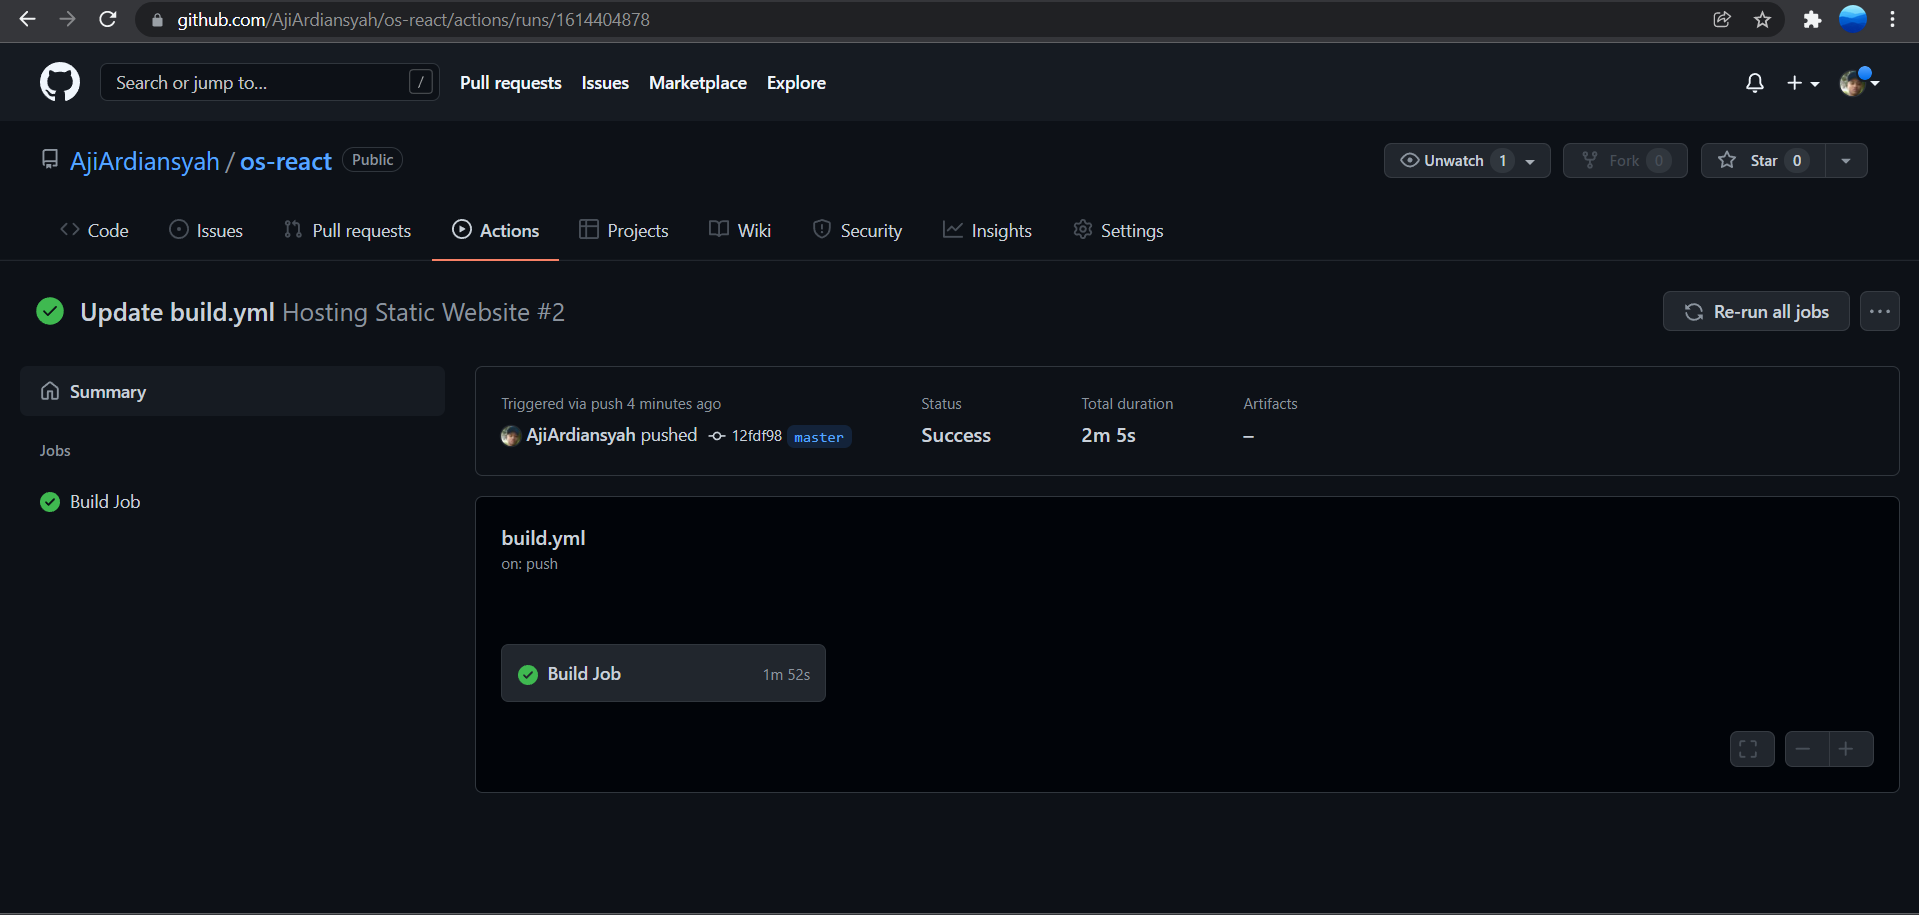 github.com/AjiArdiansyah/os-react/actions/runs/1614404878
Search or jump to... / Pull requests Issues Marketplace Explore
AjiArdiansyah / os-react Public Unwatch 1 Fork 0 Star 0
Code Issues Pull requests Actions Projects Wiki Security Insights Settings
Update build.yml Hosting Static Website #2 Re-run all jobs
Summary
Jobs
Build Job
Triggered via push 4 minutes ago Status Total duration Artifacts
AjiArdiansyah pushed 12fdf98 master Success 2m 5s –
build.yml
on: push
Build Job 1m 52s